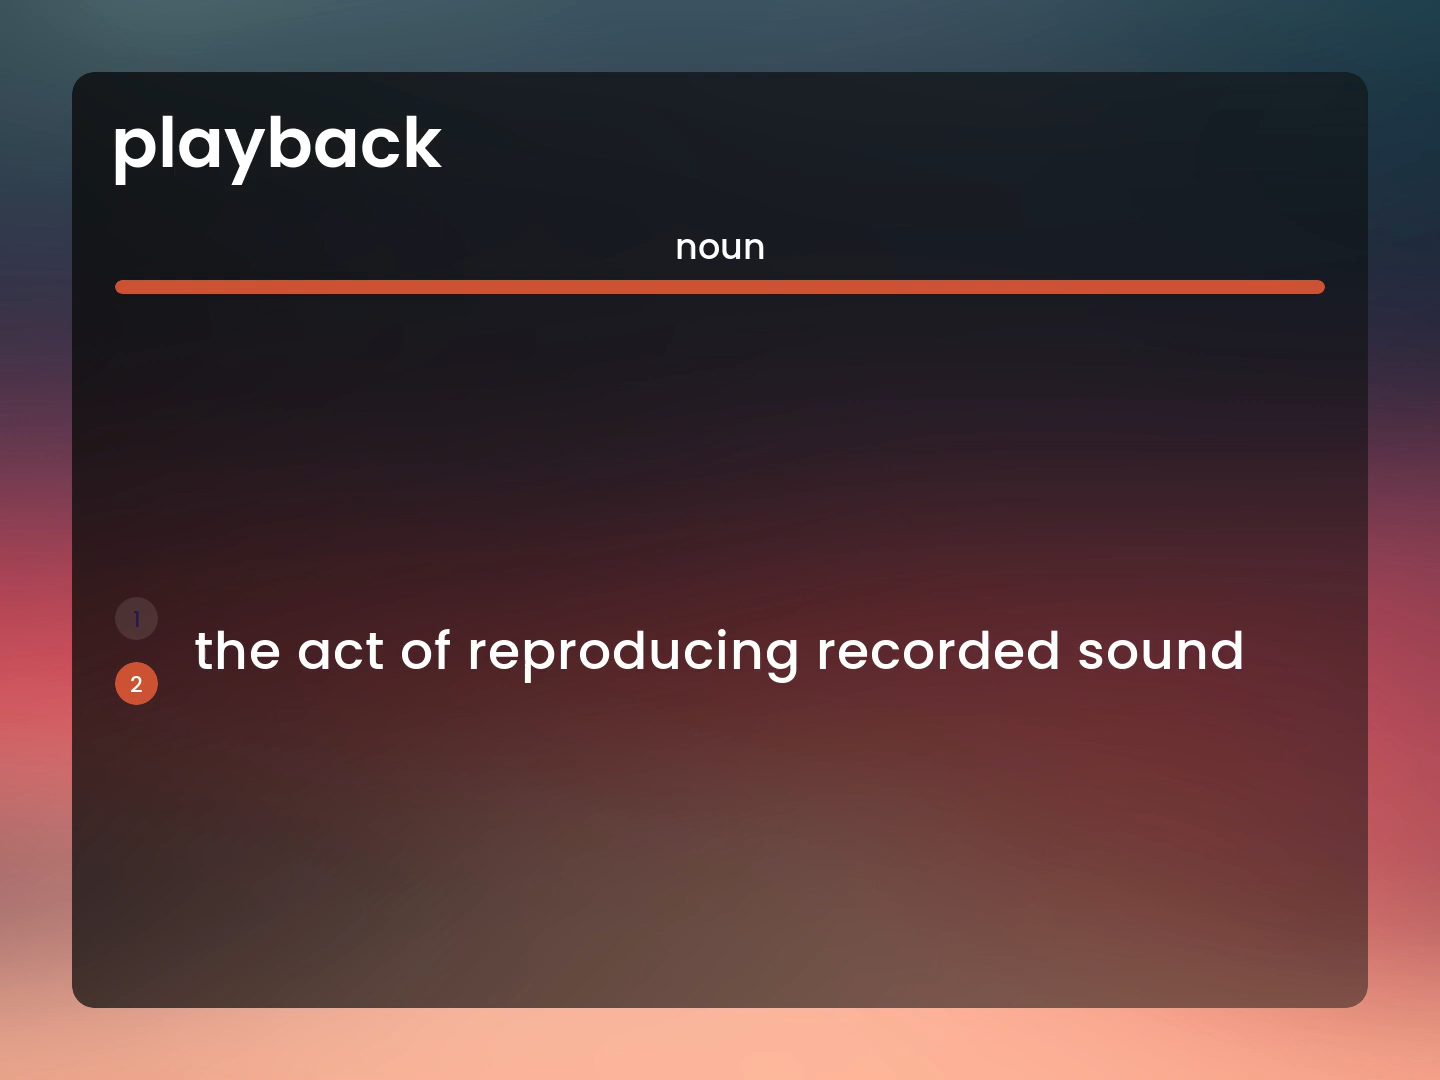 playback
noun
1
2
the act of reproducing recorded sound